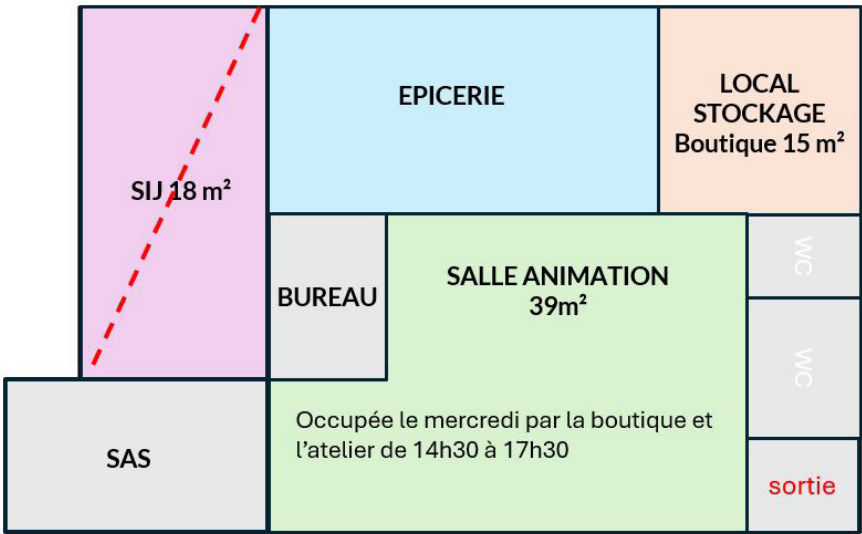 EPICERIE
LOCAL
STOCKAGE
Boutique 15 m²
SIJ 18 m²
WC
SALLE ANIMATION
39m²
BUREAU
WC
Occupée le mercredi par la boutique et
l’atelier de 14h30 à 17h30
SAS
sortie